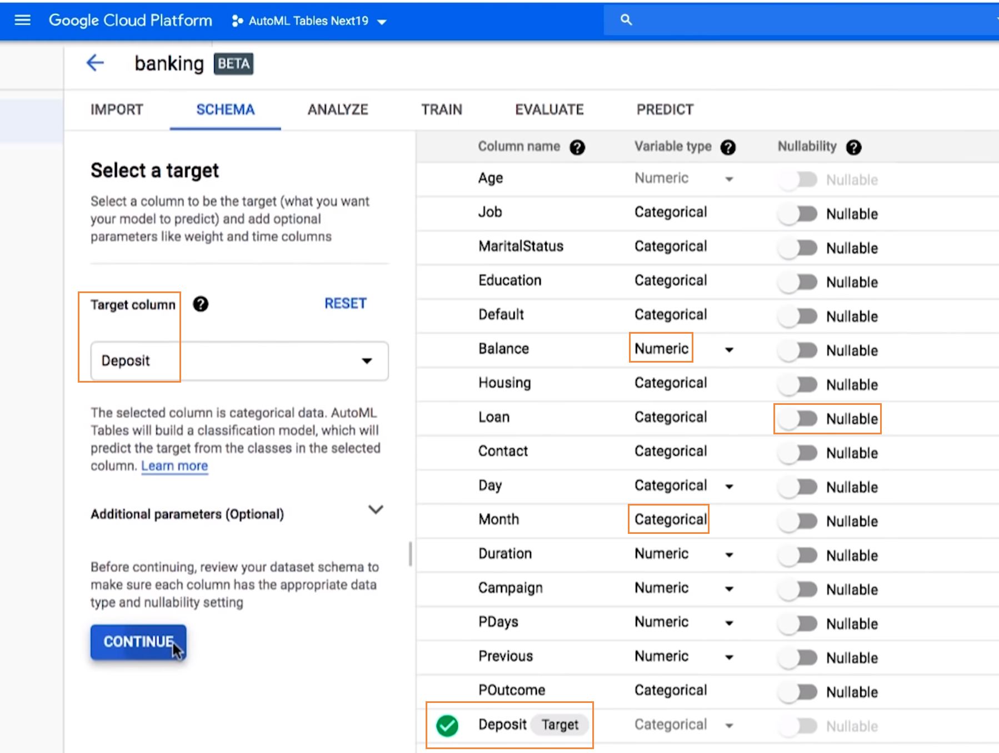 Google Cloud Platform AutoML Tables Next19
banking BETA
IMPORT SCHEMA ANALYZE TRAIN EVALUATE PREDICT
Select a target
Select a column to be the target (what you want
your model to predict) and add optional
parameters like weight and time columns
Target column ? RESET
Deposit
The selected column is categorical data. AutoML
Tables will build a classification model, which will
predict the target from the classes in the selected
column. Learn more
Additional parameters (Optional)
Before continuing, review your dataset schema to
make sure each column has the appropriate data
type and nullability setting
CONTINUE
Column name ? Variable type ? Nullability ?
Age Numeric Nullable
Job Categorical Nullable
MaritalStatus Categorical Nullable
Education Categorical Nullable
Default Categorical Nullable
Balance Numeric Nullable
Housing Categorical Nullable
Loan Categorical Nullable
Contact Categorical Nullable
Day Categorical Nullable
Month Categorical Nullable
Duration Numeric Nullable
Campaign Numeric Nullable
PDays Numeric Nullable
Previous Numeric Nullable
POutcome Categorical Nullable
Deposit Target Categorical Nullable